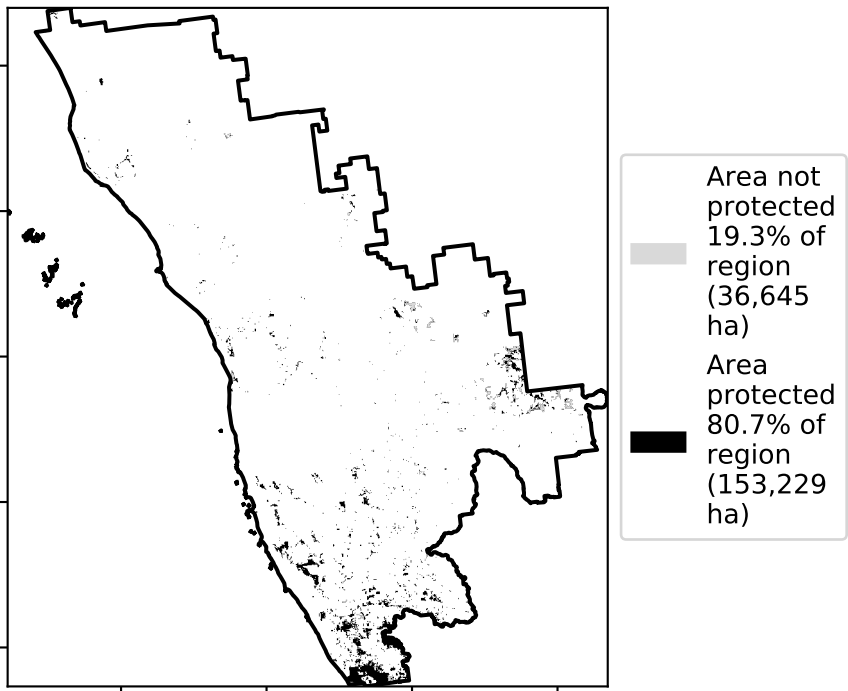 Area not
protected
19.3% of
region
(36,645
ha)
Area
protected
80.7% of
region
(153,229
ha)